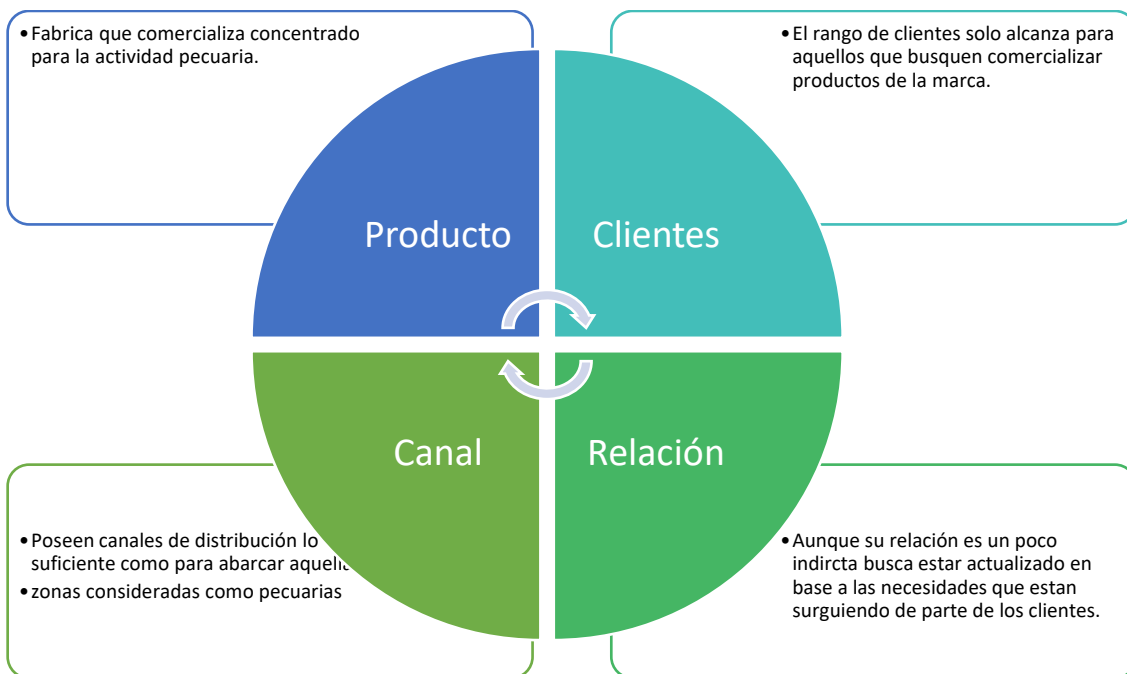 • Fabrica que comercializa concentrado
para la actividad pecuaria.
• El rango de clientes solo alcanza para
aquellos que busquen comercializar
productos de la marca.
Producto
Clientes
Canal
Relación
• Poseen canales de distribución lo
suficiente como para abarcar
• zonas consideradas como pecuarias
• Aunque su relación es un poco
indircta busca estar actualizado en
base a las necesidades que estan
surguiendo de parte de los clientes.